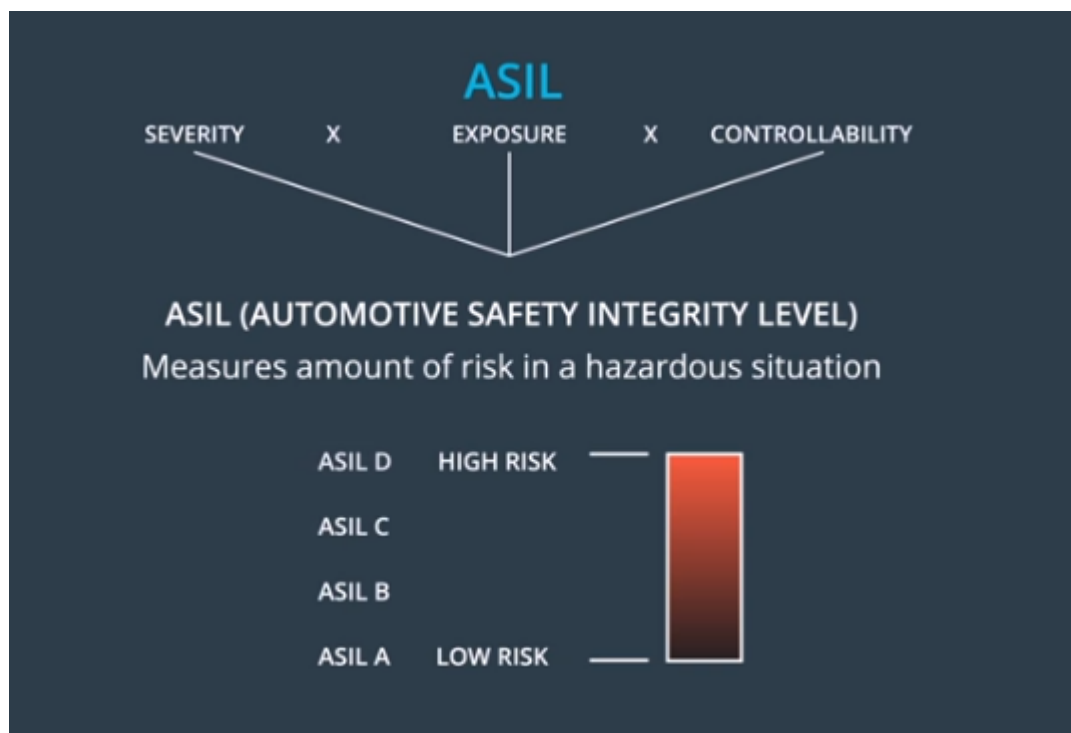 ASIL
SEVERITY X EXPOSURE X CONTROLLABILITY
ASIL (AUTOMOTIVE SAFETY INTEGRITY LEVEL)
Measures amount of risk in a hazardous situation
ASIL D HIGH RISK
ASIL C
ASIL B
ASIL A LOW RISK